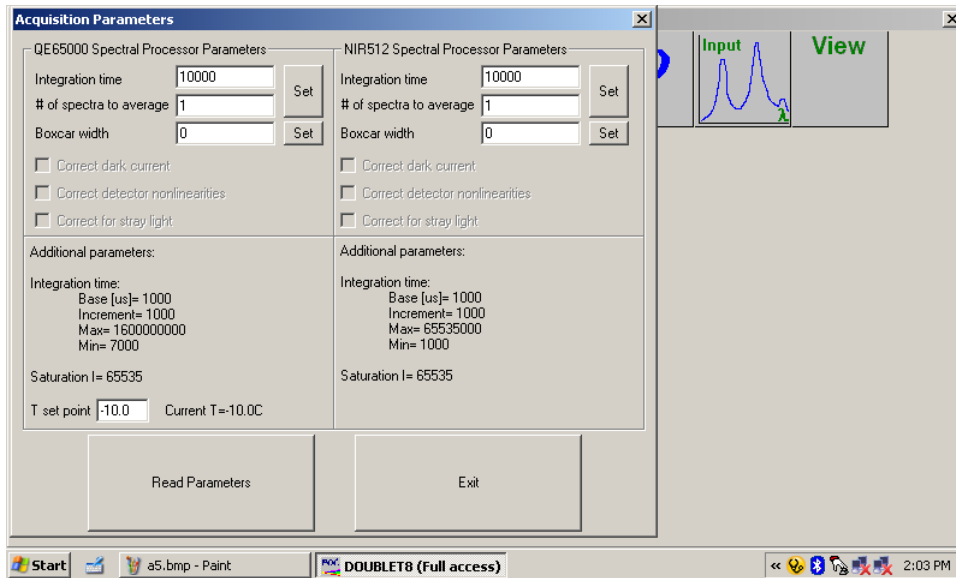 Acquisition Parameters
QE65000 Spectral Processor Parameters
Integration time 10000
# of spectra to average 1
Set
Boxcar width 0 Set
Correct dark current
Correct detector nonlinearities
Correct for stray light
Additional parameters:
Integration time:
Base [us]= 1000
Increment= 1000
Max= 1600000000
Min= 7000
Saturation I= 65535
T set point -10.0 Current T=-10.0C
NIR512 Spectral Processor Parameters
Integration time 10000
# of spectra to average 1
Set
Boxcar width 0 Set
Correct dark current
Correct detector nonlinearities
Correct for stray light
Additional parameters:
Integration time:
Base [us]= 1000
Increment= 1000
Max= 65535000
Min= 1000
Saturation I= 65535
Read Parameters
Exit
Input
λ
View
Start
a5.bmp - Paint
DOUBLET8 (Full access)
« 2:03 PM